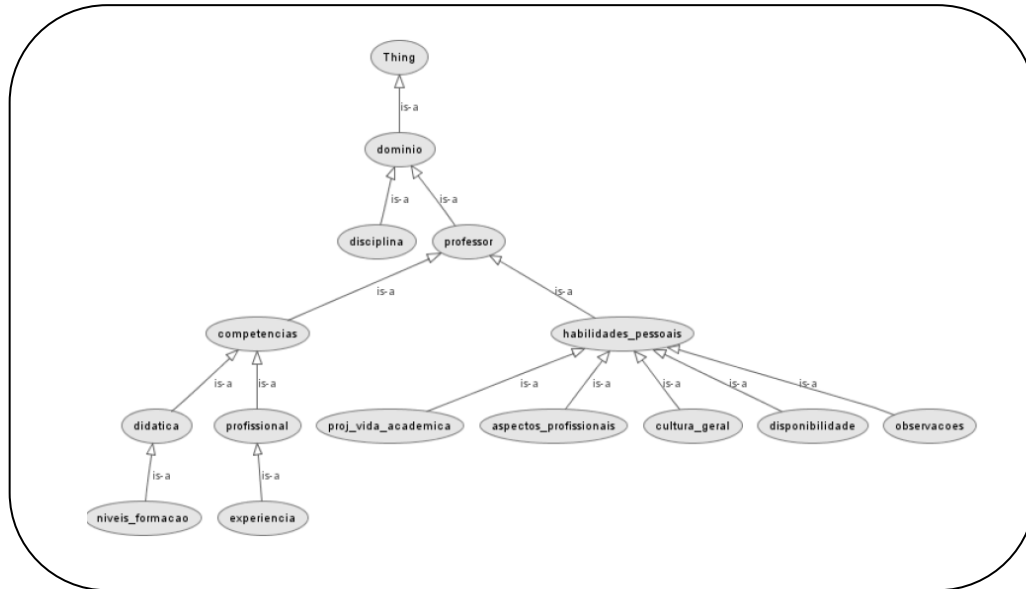 Thing
is-a
dominio
is-a
is-a
disciplina
professor
is-a
is-a
competencias
habilidades_pessoais
is-a
is-a
is-a
is-a
is-a
is-a
is-a
didatica
profissional
proj_vida_academica
aspectos_profissionais
cultura_geral
disponibilidade
observacoes
is-a
is-a
niveis_formacao
experiencia